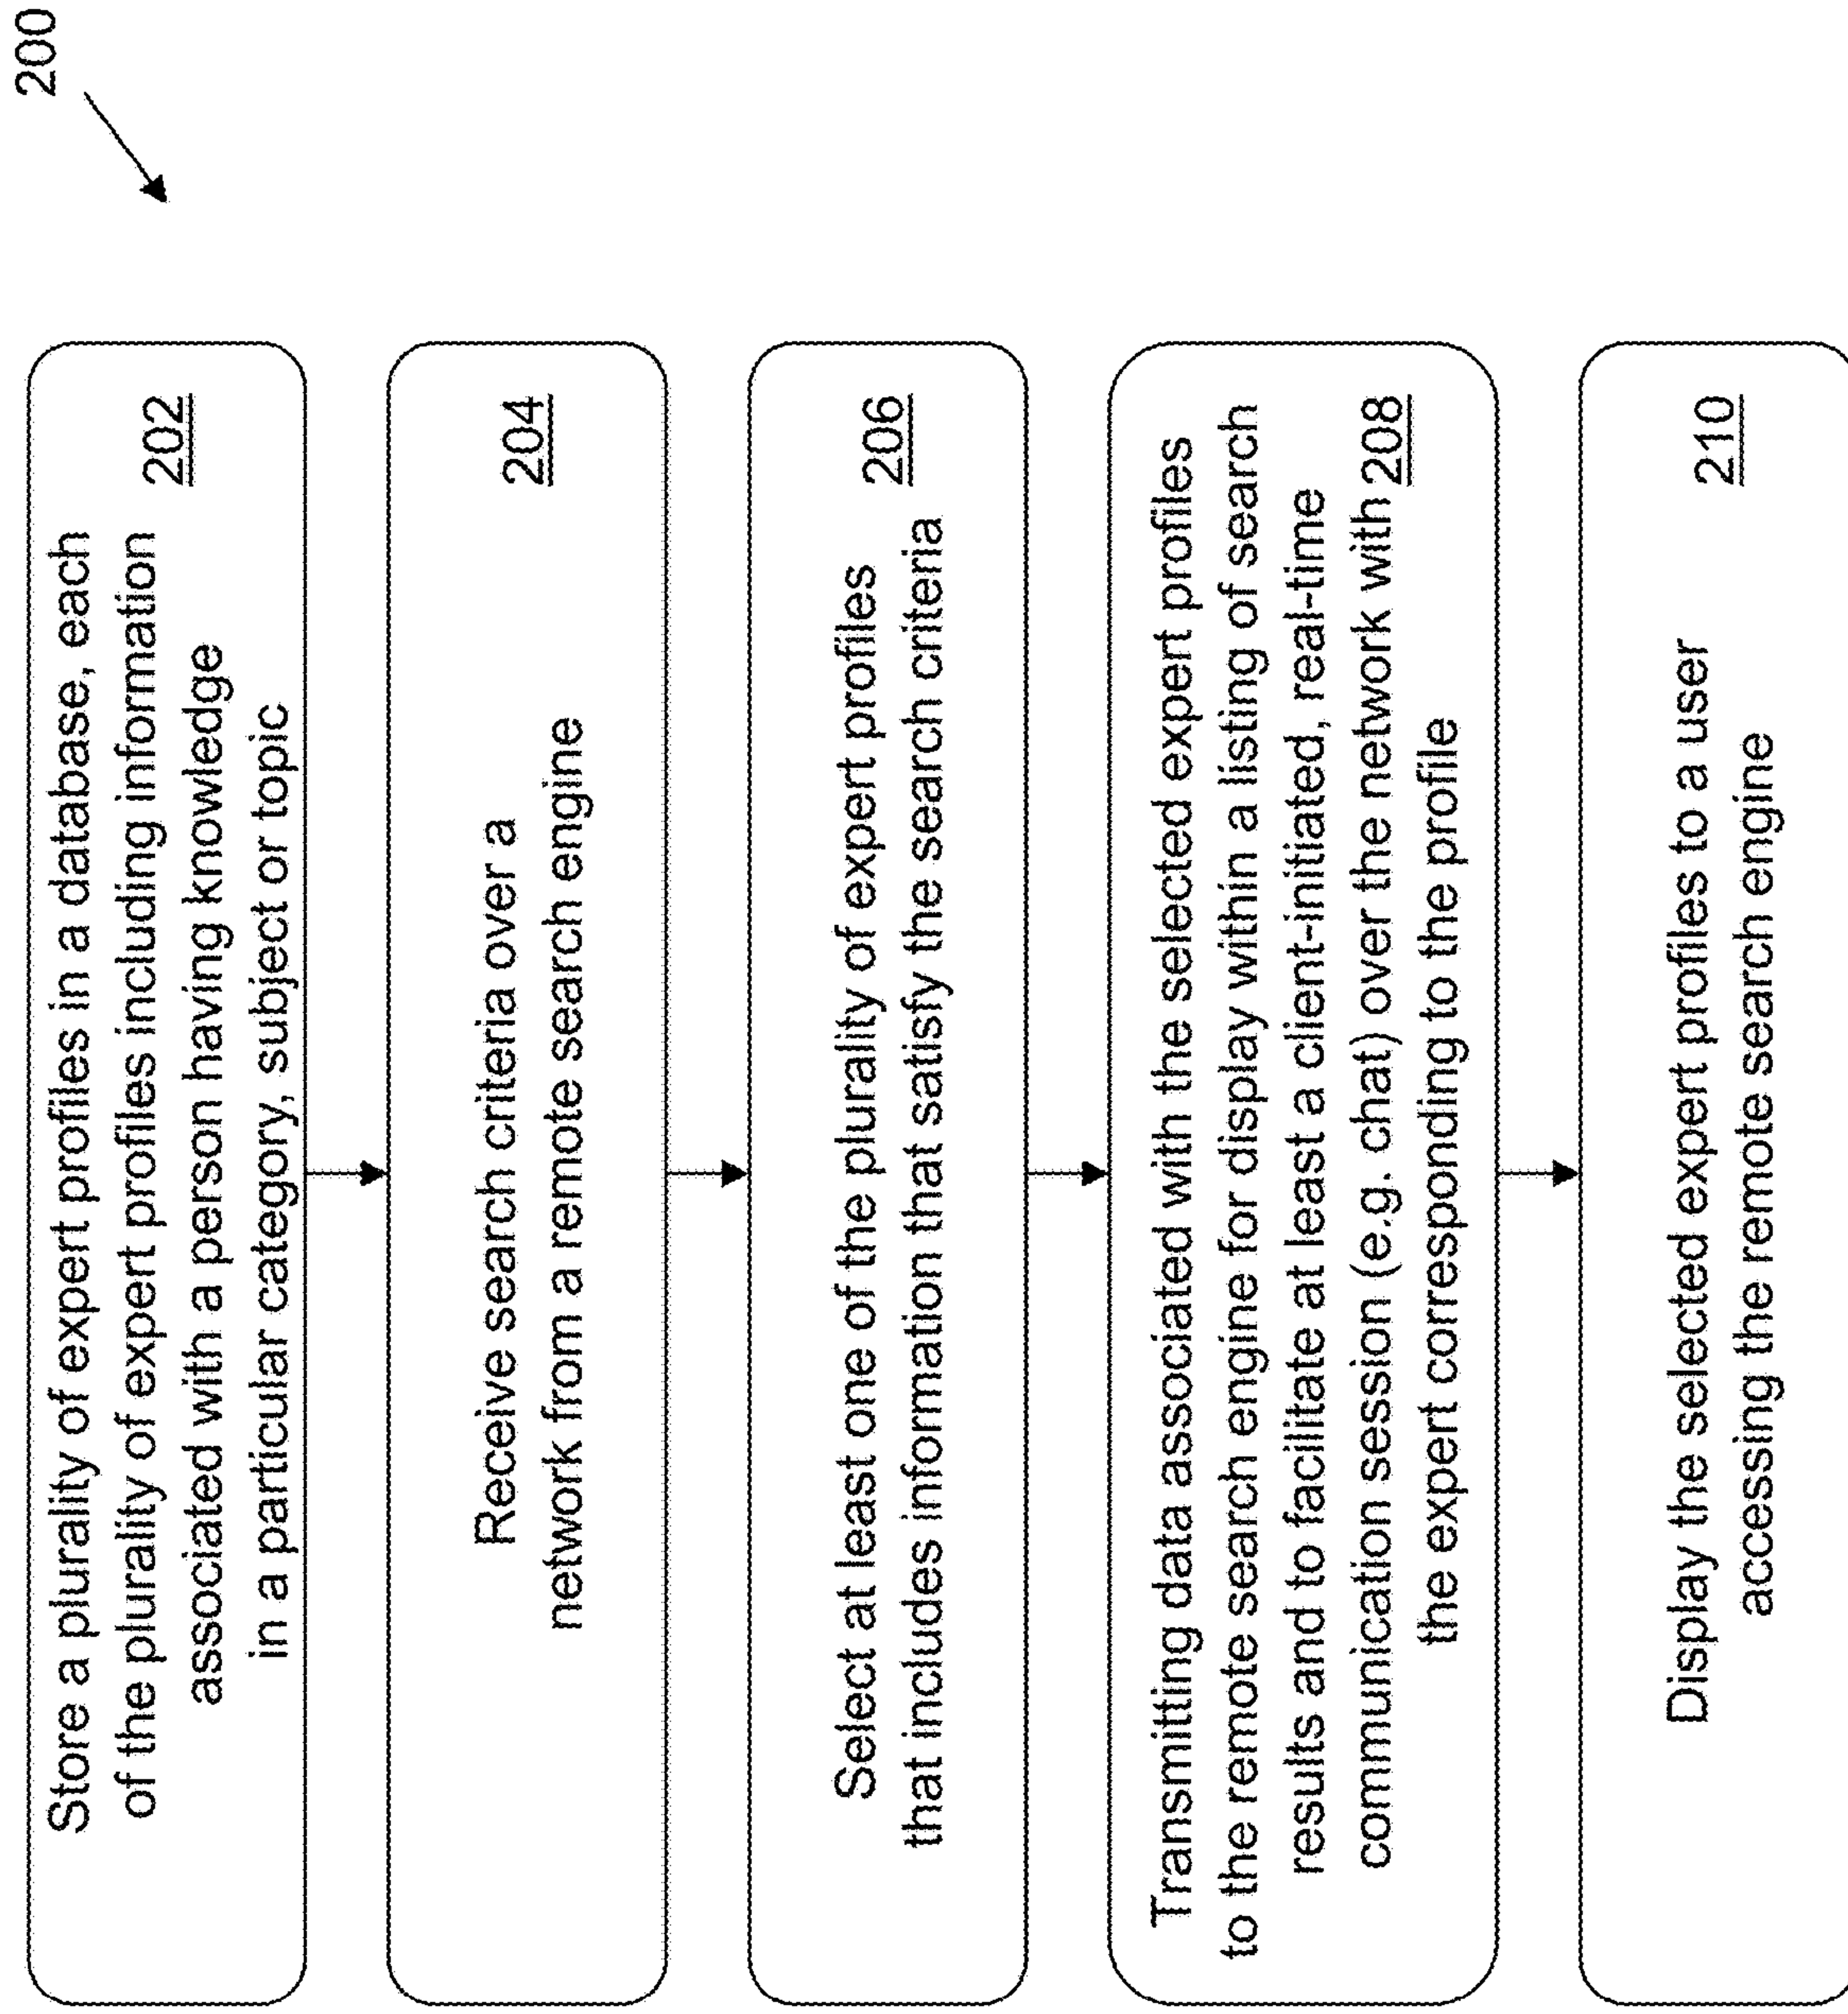 200
Store a plurality of expert profiles in a database, each
of the plurality of expert profiles including information
associated with a person having knowledge
in a particular category, subject or topic
202
Receive search criteria over a
network from a remote search engine
204
Select at least one of the plurality of expert profiles
that includes information that satisfy the search criteria
206
Transmitting data associated with the selected expert profiles
to the remote search engine for display within a listing of search
results and to facilitate at least a client-initiated, real-time
communication session (e.g. chat) over the network with
the expert corresponding to the profile
208
Display the selected expert profiles to a user
accessing the remote search engine
210